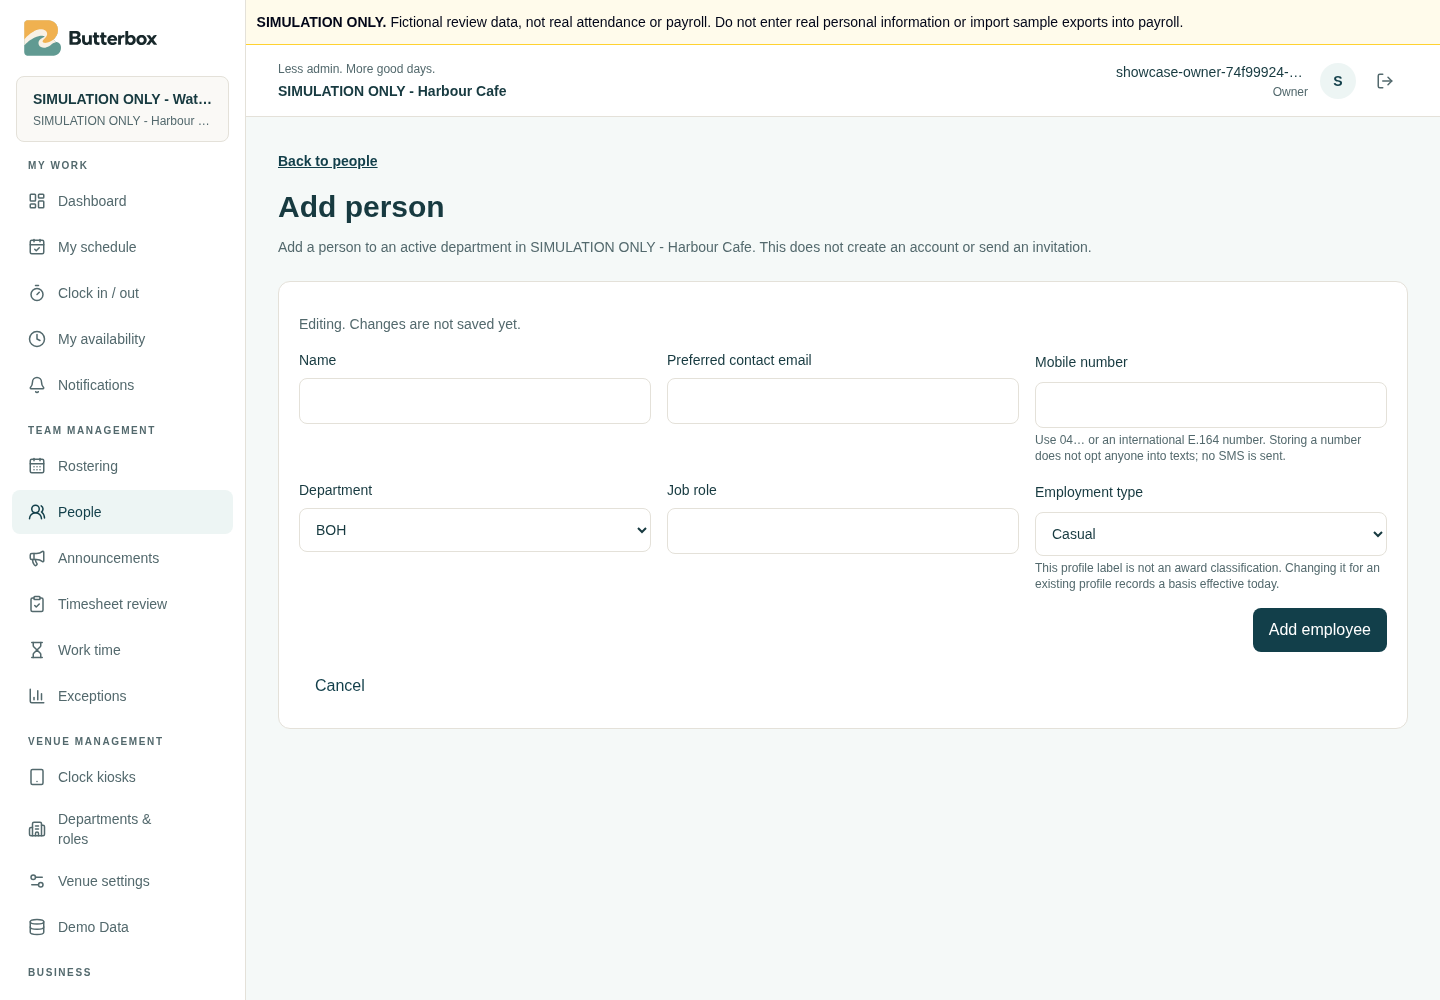 Butterbox
SIMULATION ONLY - Wat…
SIMULATION ONLY - Harbour …
MY WORK
Dashboard
My schedule
Clock in / out
My availability
Notifications
TEAM MANAGEMENT
Rostering
People
Announcements
Timesheet review
Work time
Exceptions
VENUE MANAGEMENT
Clock kiosks
Departments &
roles
Venue settings
Demo Data
BUSINESS
SIMULATION ONLY. Fictional review data, not real attendance or payroll. Do not enter real personal information or import sample exports into payroll.
Less admin. More good days.
SIMULATION ONLY - Harbour Cafe
showcase-owner-74f99924-…
Owner
S
Back to people
Add person
Add a person to an active department in SIMULATION ONLY - Harbour Cafe. This does not create an account or send an invitation.
Editing. Changes are not saved yet.
Name
Preferred contact email
Mobile number
Use 04… or an international E.164 number. Storing a number
does not opt anyone into texts; no SMS is sent.
Department
BOH
Job role
Employment type
Casual
This profile label is not an award classification. Changing it for an
existing profile records a basis effective today.
Add employee
Cancel